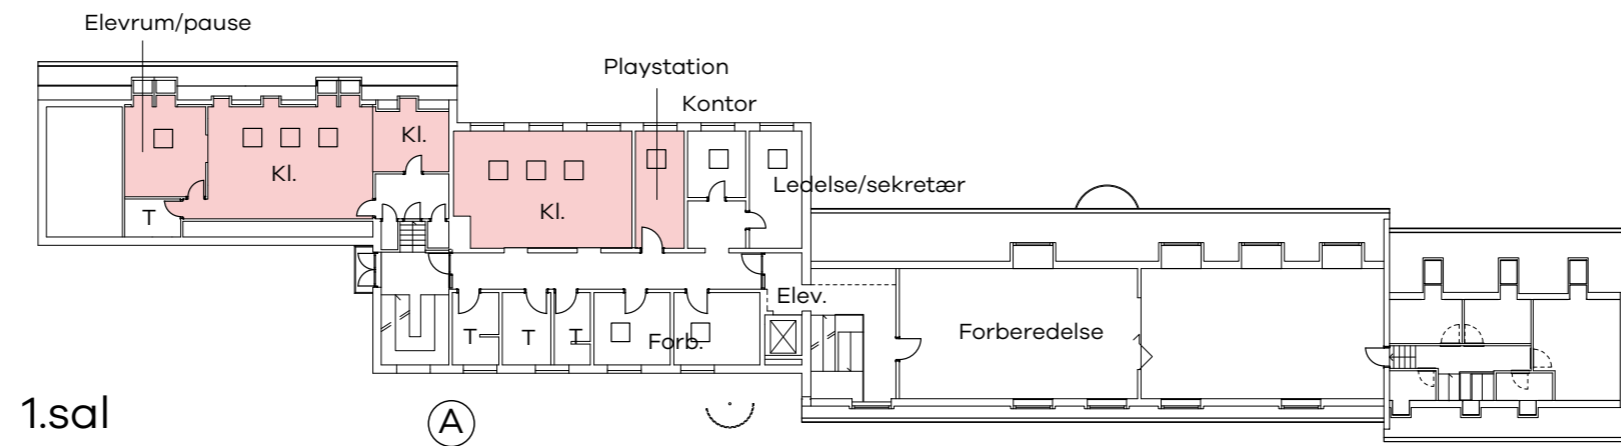 Elevrum/pause
Playstation
Kontor
Kl.
Kl.
Ledelse/sekretær
Kl.
T
Elev.
Forberedelse
T
T
T
Forb.
1.sal
A